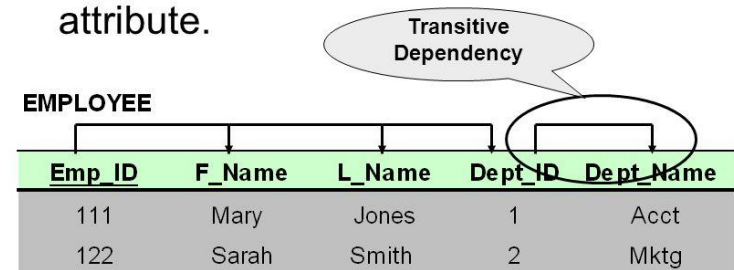 attribute.
Transitive
Dependency
EMPLOYEE
Emp_ID F_Name L_Name Dept_ID Dept_Name
111 Mary Jones 1 Acct
122 Sarah Smith 2 Mktg